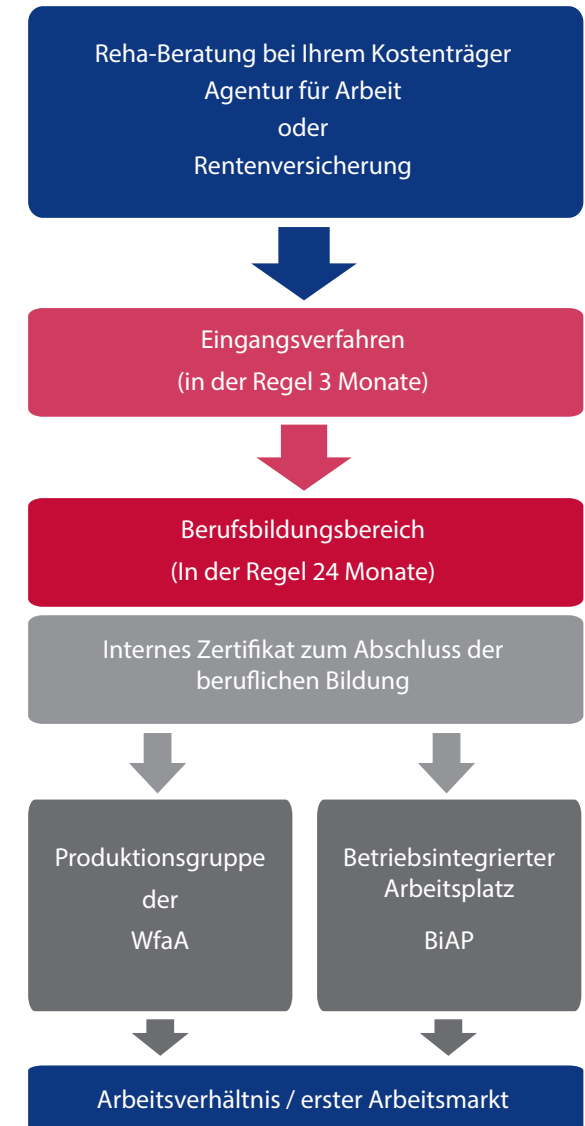 Reha-Beratung bei Ihrem Kostenträger
Agentur für Arbeit
oder
Rentenversicherung
Eingangsverfahren
(in der Regel 3 Monate)
Berufsbildungsbereich
(In der Regel 24 Monate)
Internes Zertifikat zum Abschluss der
beruflichen Bildung
Produktionsgruppe
der
WfaA
Betriebsintegrierter
Arbeitsplatz
BiAP
Arbeitsverhältnis / erster Arbeitsmarkt